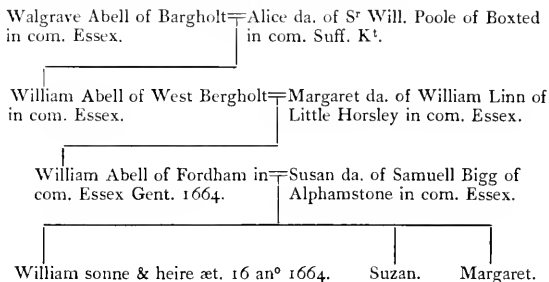 Walgrave Abell of Bargholt Alice da. of Sʳ Will. Poole of Boxted
in com. Essex. in com. Suff. Kᵗ.
William Abell of West Bergholt Margaret da. of William Linn of
in com. Essex. Little Horsley in com. Essex.
William Abell of Fordham in Susan da. of Samuell Bigg of
com. Essex Gent. 1664. Alphamstone in com. Essex.
William sonne & heire æt. 16 anº 1664. Suzan. Margaret.